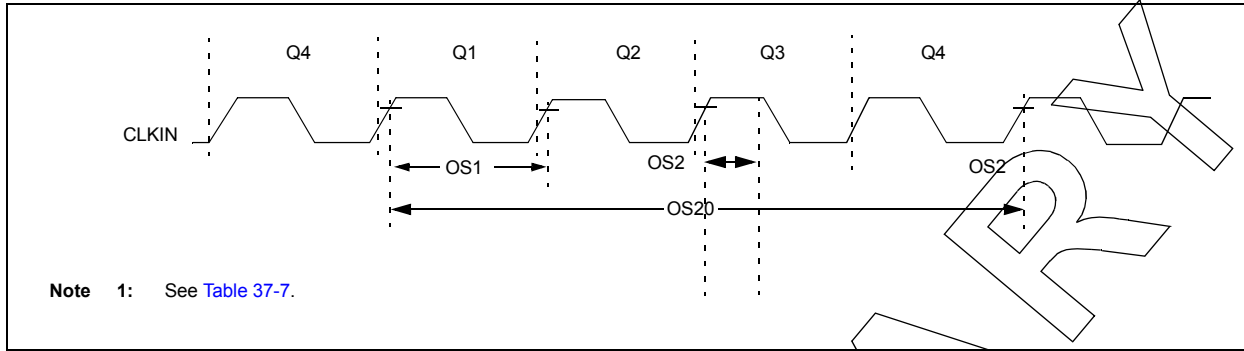 Q4 Q1 Q2 Q3 Q4
CLKIN
OS1 OS2 OS2
OS20
Note 1: See Table 37-7.
R Y